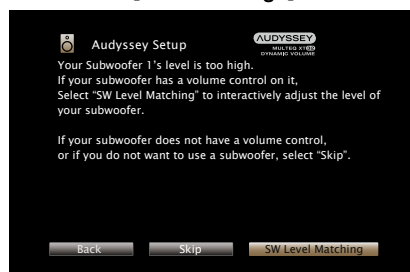 Audyssey Setup
AUDYSSEY
MULTEQ XT32
DYNAMIC VOLUME
Your Subwoofer 1's level is too high.
If your subwoofer has a volume control on it,
Select “SW Level Matching” to interactively adjust the level of
your subwoofer.
If your subwoofer does not have a volume control,
or if you do not want to use a subwoofer, select “Skip”.
Back Skip SW Level Matching